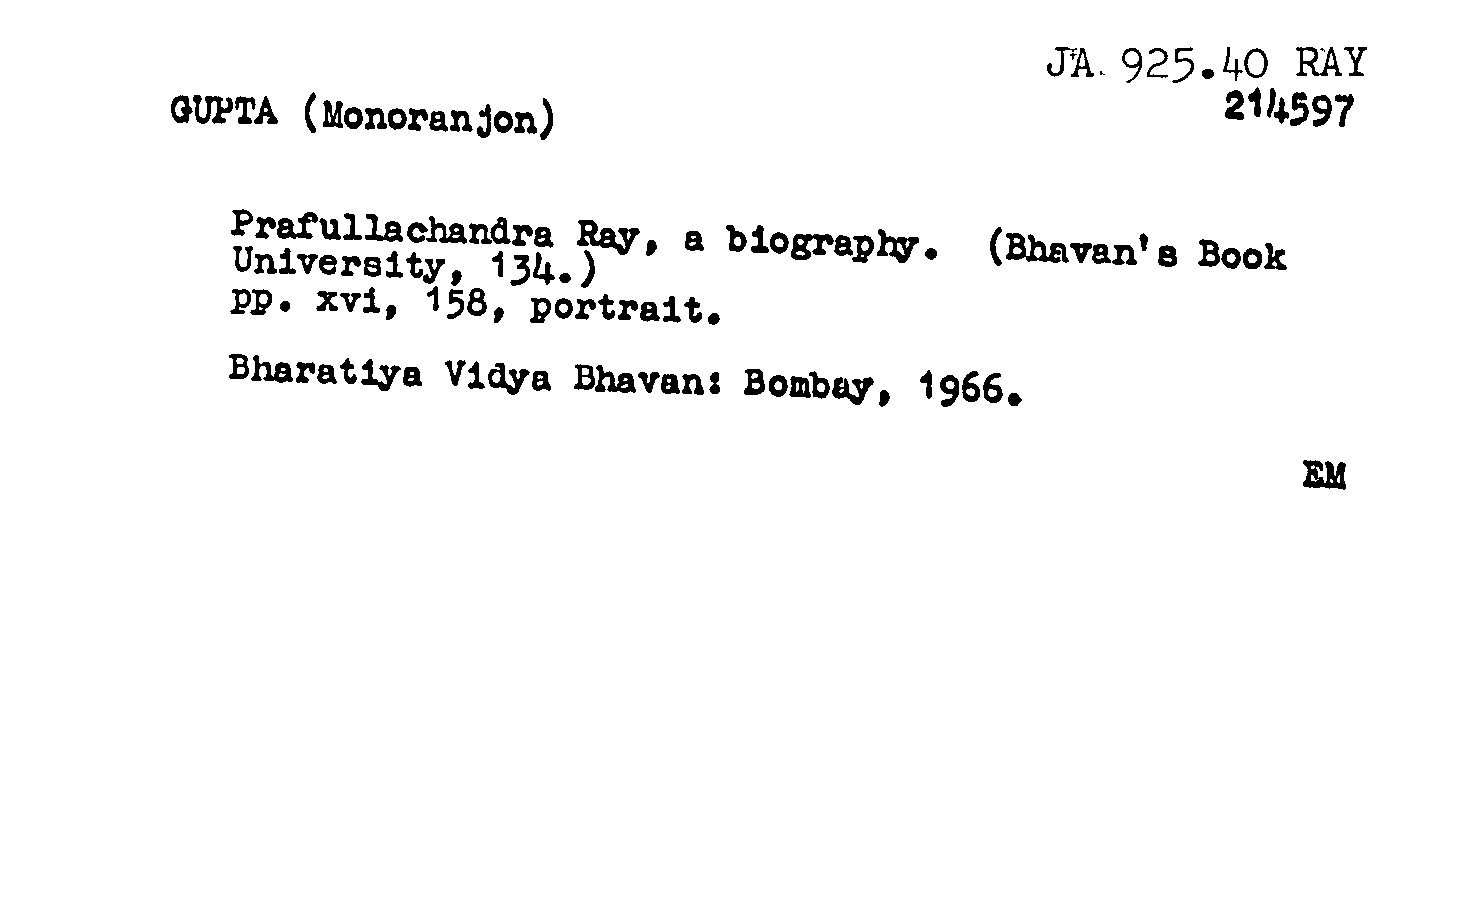 JA. 925.40 RAY
214597
GUPTA (Monoranjon)
Prafullachandra Ray, a biography. (Bhavan's Book
University, 134.)
pp. xvi, 158, portrait.
Bharatiya Vidya Bhavan: Bombay, 1966.
EM